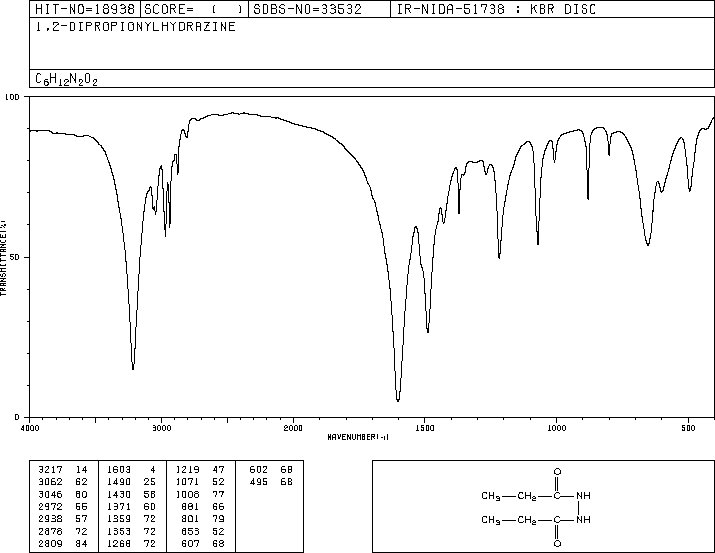 HIT-NO=18938 SCORE= ( ) SDBS-NO=33532 IR-NIDA-51738 : KBR DISC
1,2-DIPROPIONYLHYDRAZINE
C6H12N2O2
100
50
0
TRANSMITTANCE(%)
4000 3000 2000 1500 1000 500
WAVENUMBER(-1)
3217 14 1603 4 1219 47 602 68
3062 62 1490 25 1071 52 495 68
3046 60 1430 58 1008 77
2972 55 1371 60 881 66
2938 57 1359 72 801 79
2878 72 1353 72 653 52
2809 84 1268 72 607 68
O
CH3 CH2 C NH
CH3 CH2 C NH
O